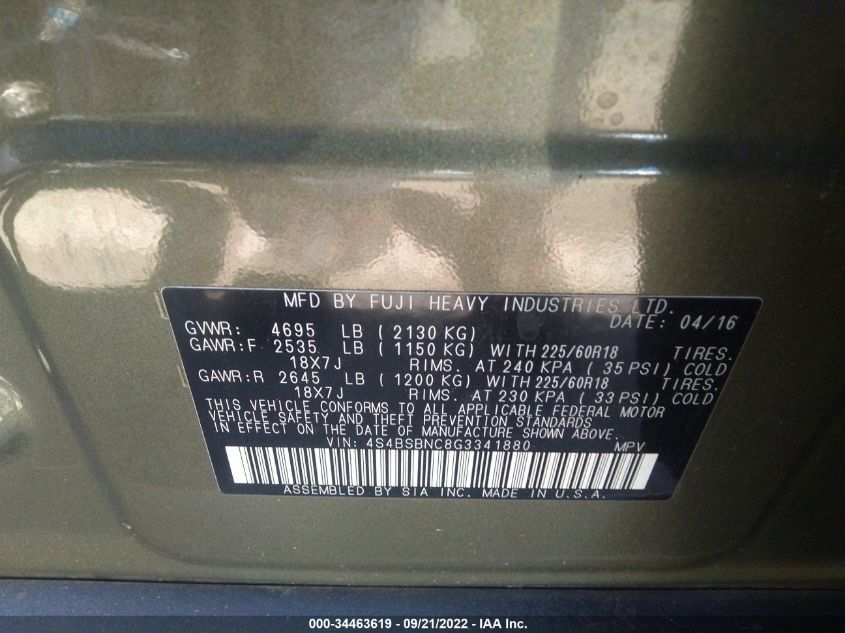 MFD BY FUJI HEAVY INDUSTRIES LTD.
DATE: 04/16
GVWR: 4695 LB ( 2130 KG)
GAWR:F 2535 LB ( 1150 KG) WITH 225/60R18 TIRES.
18X7J RIMS. AT 240 KPA ( 35 PSI) COLD
GAWR:R 2645 LB ( 1200 KG) WITH 225/60R18 TIRES.
18X7J RIMS. AT 230 KPA ( 33 PSI) COLD
THIS VEHICLE CONFORMS TO ALL APPLICABLE FEDERAL MOTOR
VEHICLE SAFETY AND THEFT PREVENTION STANDARDS
IN EFFECT ON DATE OF MANUFACTURE SHOWN ABOVE.
VIN: 4S4BSBNC8G3341880 MPV
ASSEMBLED BY SIA INC. MADE IN U.S.A.
000-34463619 - 09/21/2022 - IAA Inc.